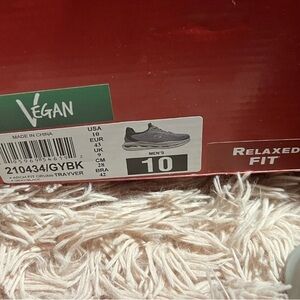 VEGAN
MADE IN CHINA
USA
10
EUR
43
UK
9
CM
28
BRA
42
210434/GYBK
TRAYVER
MEN'S
10
RELAXED
FIT